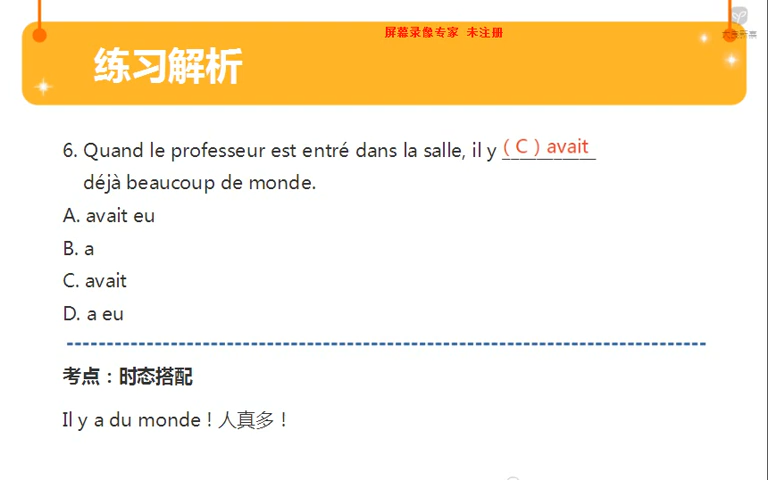 屏幕录像专家 未注册
练习解析
6. Quand le professeur est entré dans la salle, il y ( C ) avait
déjà beaucoup de monde.
A. avait eu
B. a
C. avait
D. a eu
考点：时态搭配
Il y a du monde ! 人真多！